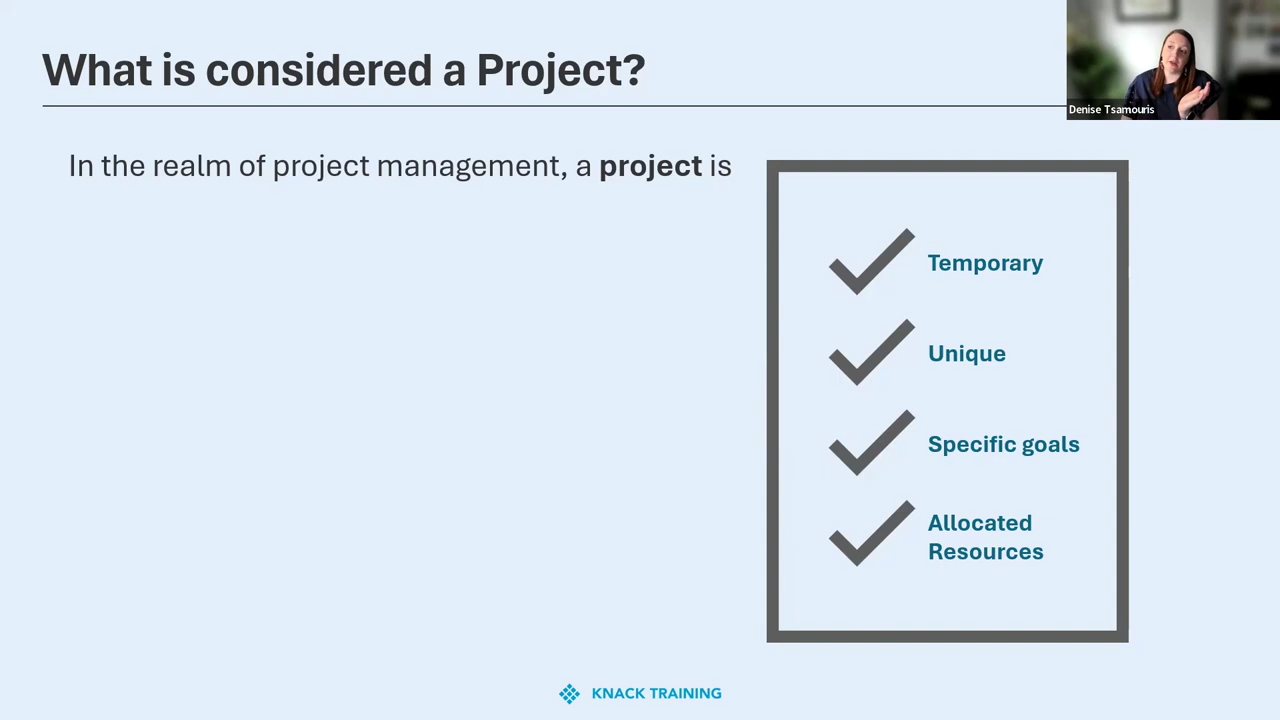 What is considered a Project?
Denise Tsamouris
In the realm of project management, a project is
Temporary
Unique
Specific goals
Allocated
Resources
KNACK TRAINING